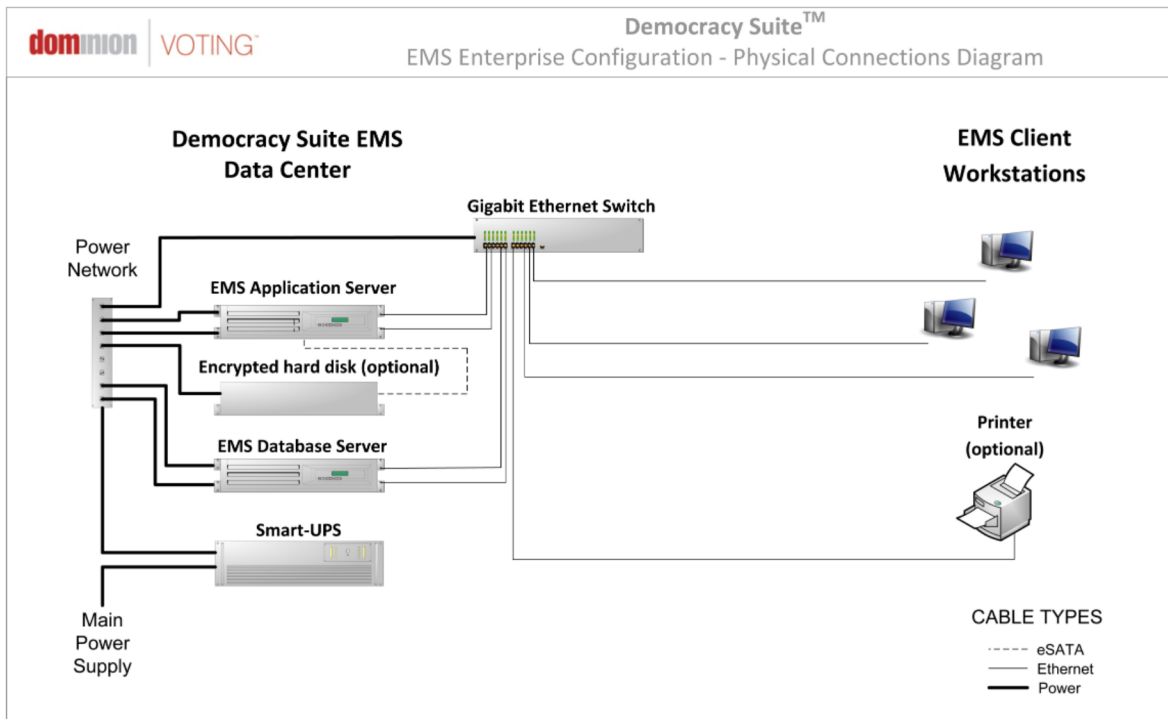 dominion VOTING™
Democracy Suite™
EMS Enterprise Configuration - Physical Connections Diagram
Democracy Suite EMS
Data Center
EMS Client
Workstations
Gigabit Ethernet Switch
Power
Network
EMS Application Server
Encrypted hard disk (optional)
EMS Database Server
Smart-UPS
Main
Power
Supply
Printer
(optional)
CABLE TYPES
eSATA
Ethernet
Power